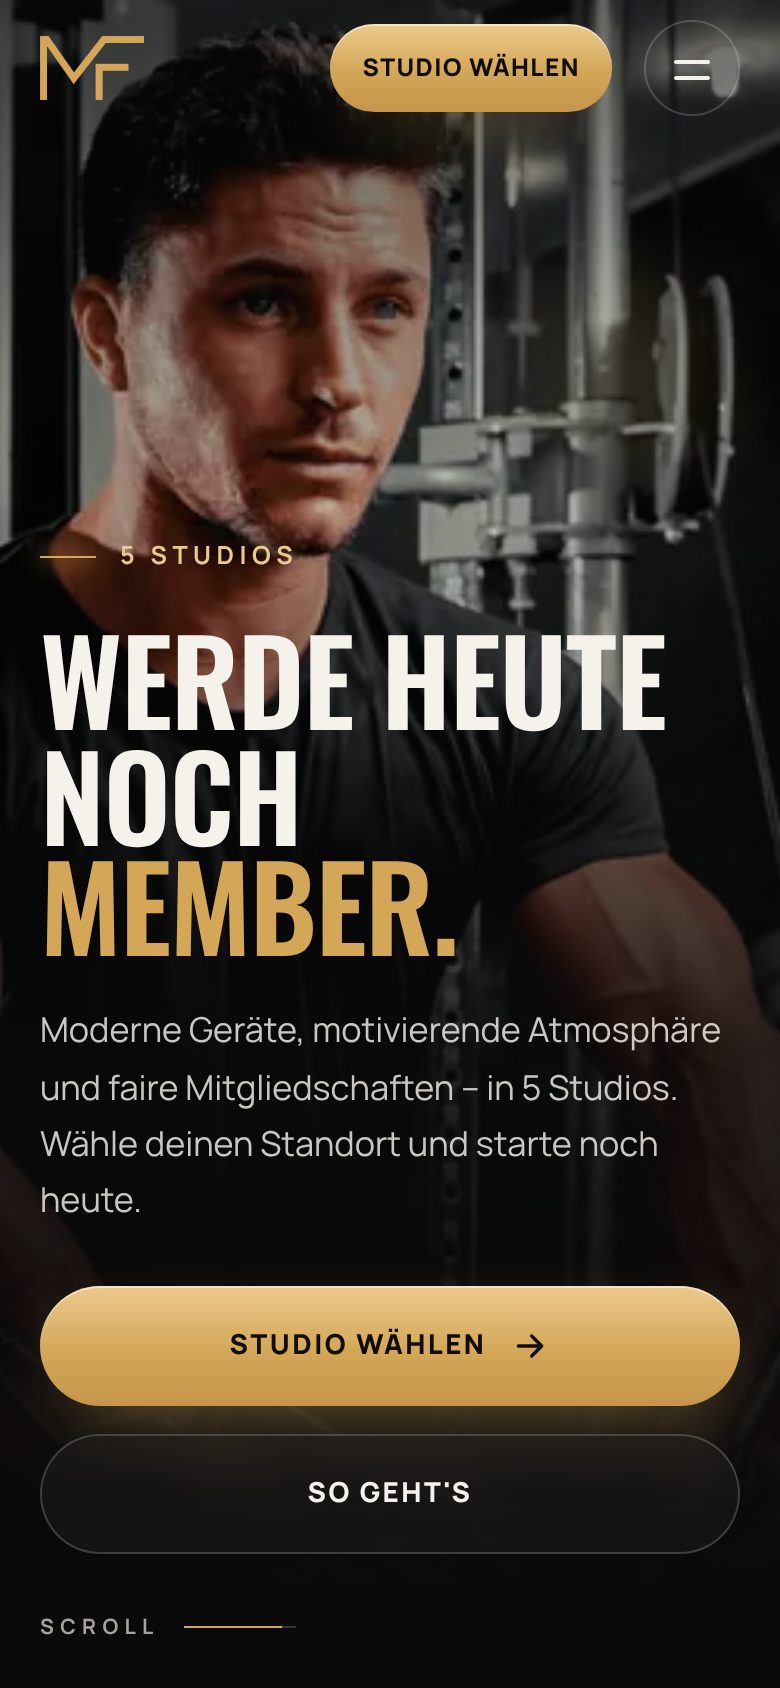 MF
STUDIO WÄHLEN
5 STUDIOS
WERDE HEUTE
NOCH
MEMBER.
Moderne Geräte, motivierende Atmosphäre
und faire Mitgliedschaften – in 5 Studios.
Wähle deinen Standort und starte noch
heute.
STUDIO WÄHLEN →
SO GEHT'S
SCROLL